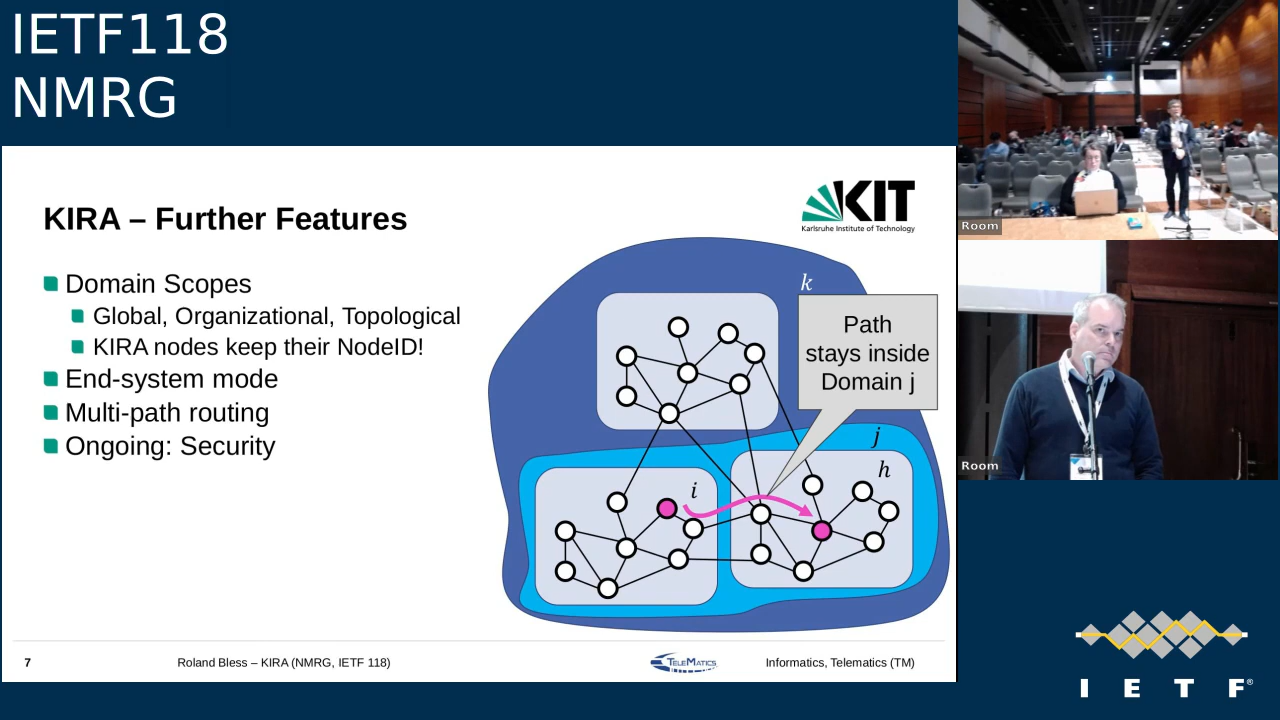 IETF118
NMRG
KIT
Karlsruhe Institute of Technology
KIRA – Further Features
Domain Scopes
Global, Organizational, Topological
KIRA nodes keep their NodeID!
End-system mode
Multi-path routing
Ongoing: Security
k
Path
stays inside
Domain j
j
h
i
7
Roland Bless – KIRA (NMRG, IETF 118)
TELEMATICS
Informatics, Telematics (TM)
Room
Room
IETF®